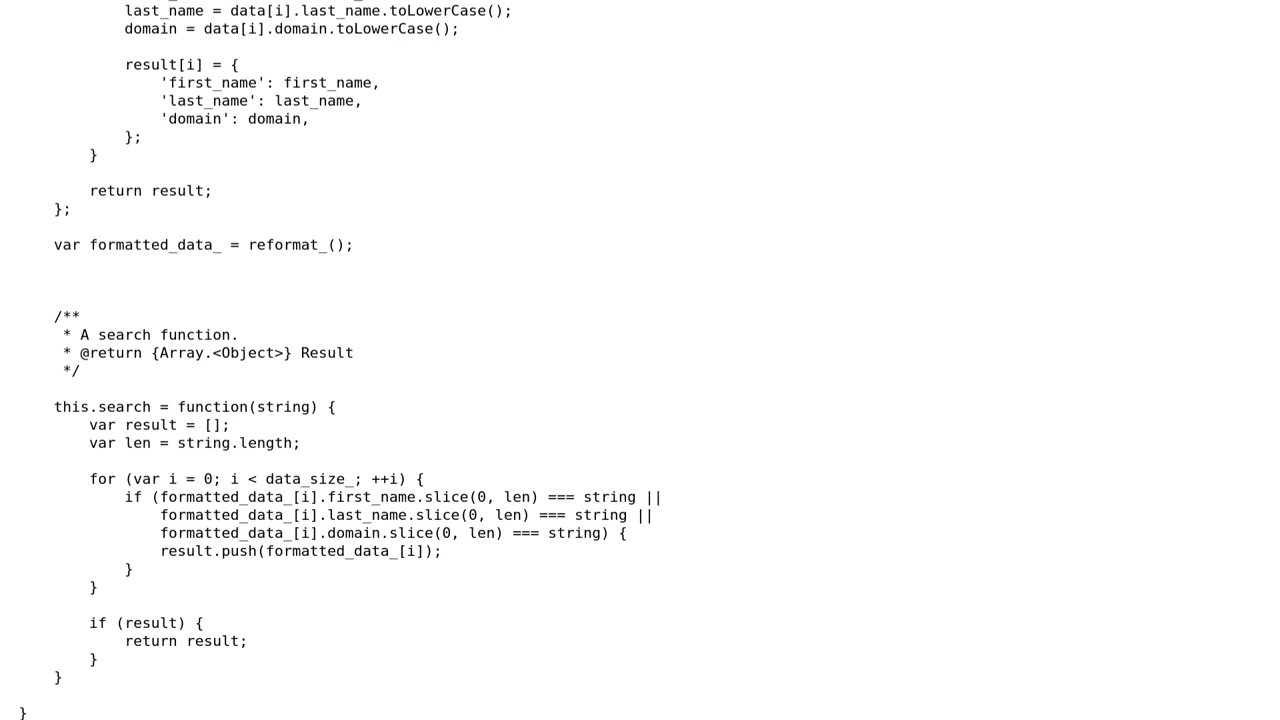 last_name = data[i].last_name.toLowerCase();
domain = data[i].domain.toLowerCase();
result[i] = {
'first_name': first_name,
'last_name': last_name,
'domain': domain,
};
}
return result;
};
var formatted_data_ = reformat_();
/**
* A search function.
* @return {Array.<Object>} Result
*/
this.search = function(string) {
var result = [];
var len = string.length;
for (var i = 0; i < data_size_; ++i) {
if (formatted_data_[i].first_name.slice(0, len) === string ||
formatted_data_[i].last_name.slice(0, len) === string ||
formatted_data_[i].domain.slice(0, len) === string) {
result.push(formatted_data_[i]);
}
}
if (result) {
return result;
}
}
}